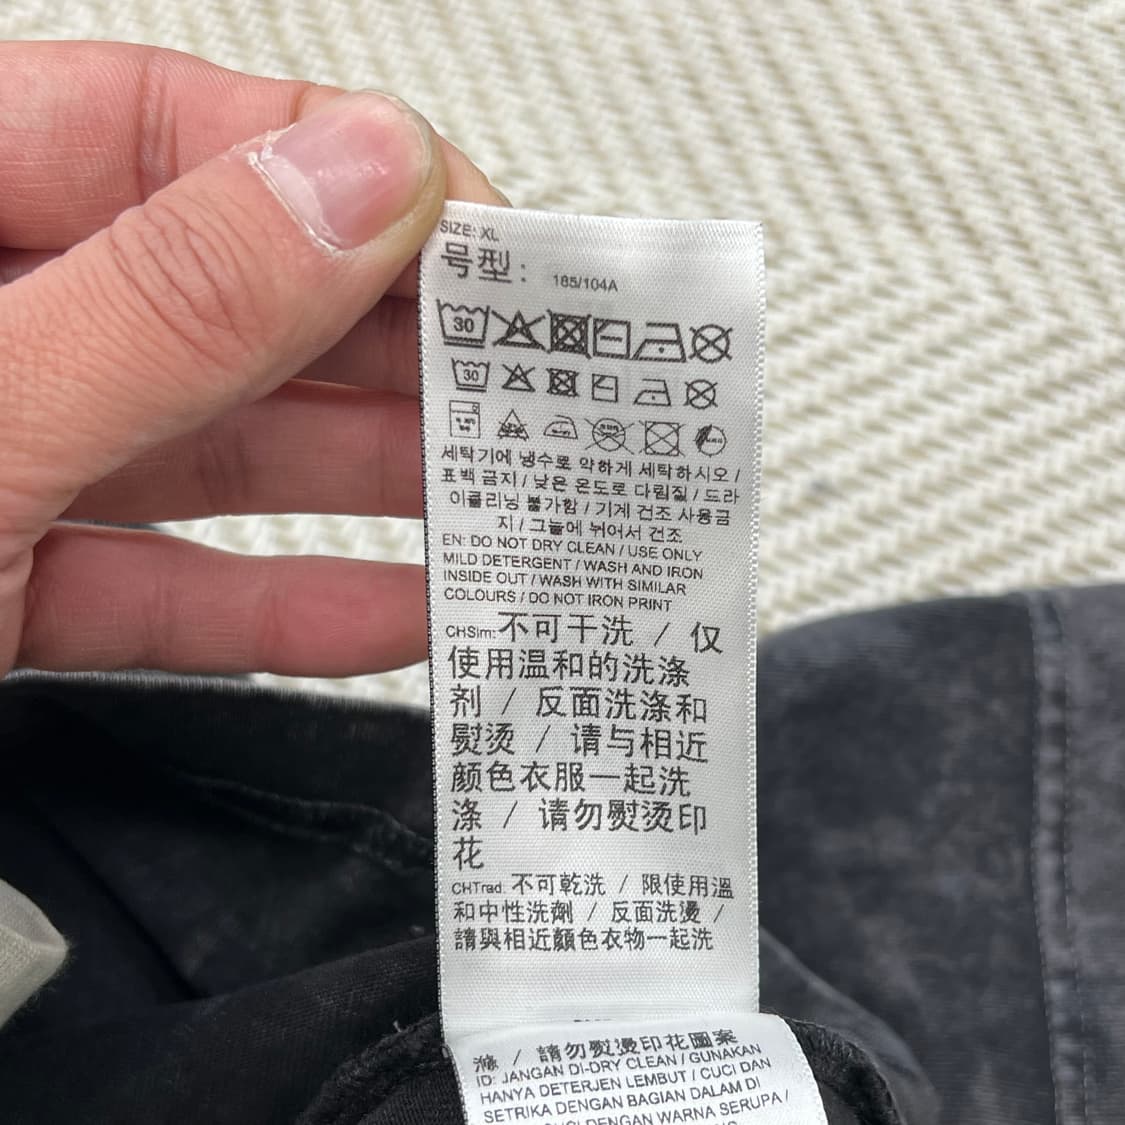 SIZE: XL
号型: 185/104A
30
30
세탁기에 냉수로 약하게 세탁하시오 /
표백 금지 / 낮은 온도로 다림질 / 드라
이클리닝 불가함 / 기계 건조 사용금
지 / 그늘에 뉘어서 건조
EN: DO NOT DRY CLEAN / USE ONLY
MILD DETERGENT / WASH AND IRON
INSIDE OUT / WASH WITH SIMILAR
COLOURS / DO NOT IRON PRINT
CHSim: 不可干洗 / 仅
使用温和的洗涤
剂 / 反面洗涤和
熨烫 / 请与相近
颜色衣服一起洗
涤 / 请勿熨烫印
花
CHTrad: 不可乾洗 / 限使用溫
和中性洗劑 / 反面洗燙 /
請與相近顏色衣物一起洗
滌 / 請勿熨燙印花圖案
ID: JANGAN DI-DRY CLEAN / GUNAKAN
HANYA DETERJEN LEMBUT / CUCI DAN
SETRIKA DENGAN BAGIAN DALAM DI
DENGAN WARNA SERUPA /